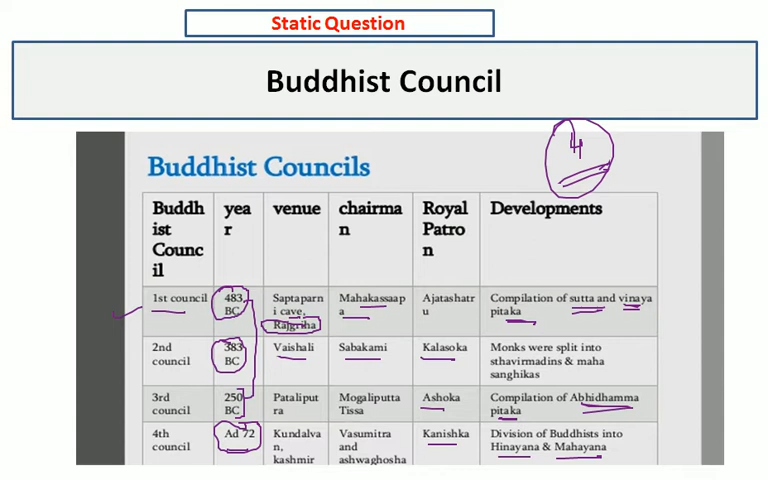 Static Question
Buddhist Council
4
Buddhist Councils
Buddh
ist
Counc
il
yea
r
venue
chairma
n
Royal
Patro
n
Developments
1st council
483
BC
Saptaparn
i cave,
Rajgriha
Mahakassaap
a
Ajatashatr
u
Compilation of sutta and vinaya
pitaka
2nd
council
383
BC
Vaishali
Sabakami
Kalasoka
Monks were split into
sthavirmadins & maha
sanghikas
3rd
council
250
BC
Pataliput
ra
Mogaliputta
Tissa
Ashoka
Compilation of Abhidhamma
pitaka
4th
council
Ad 72
Kundalva
n,
kashmir
Vasumitra
and
ashwaghosha
Kanishka
Division of Buddhists into
Hinayana & Mahayana